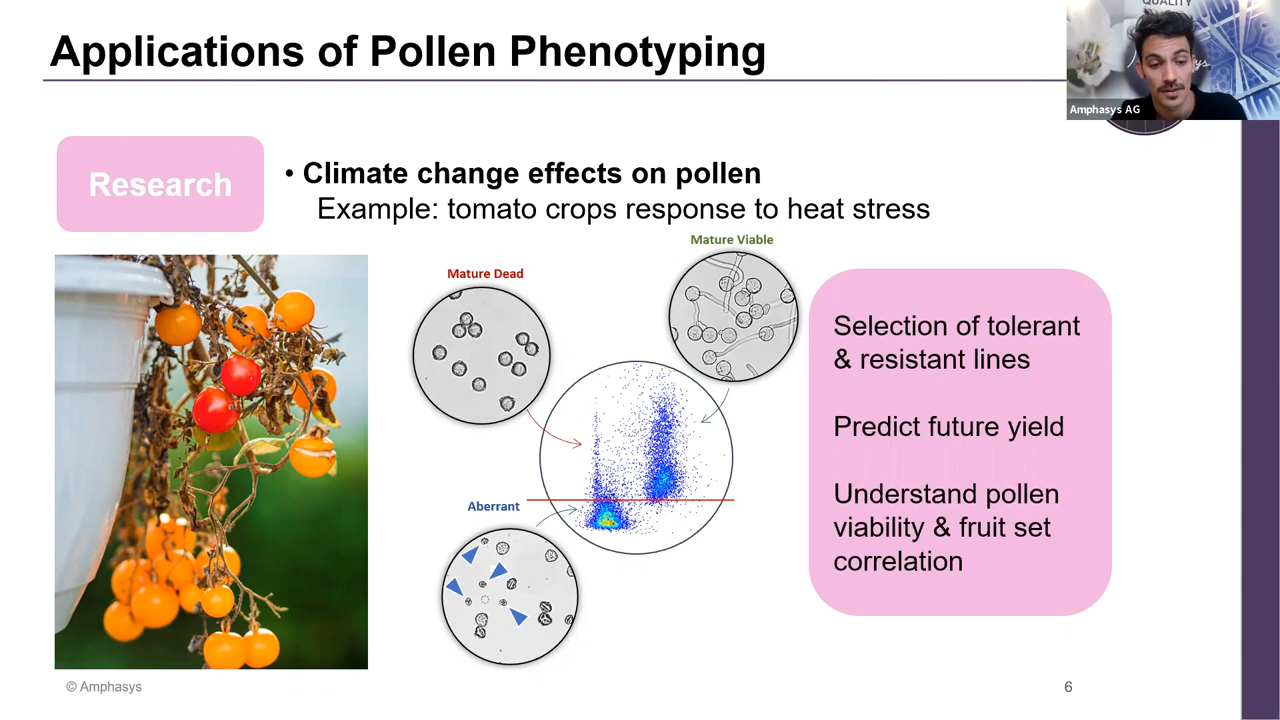 Applications of Pollen Phenotyping
QUALITY
Amphasys AG
Research
• Climate change effects on pollen
Example: tomato crops response to heat stress
Mature Viable
Mature Dead
Aberrant
Selection of tolerant
& resistant lines
Predict future yield
Understand pollen
viability & fruit set
correlation
© Amphasys
6